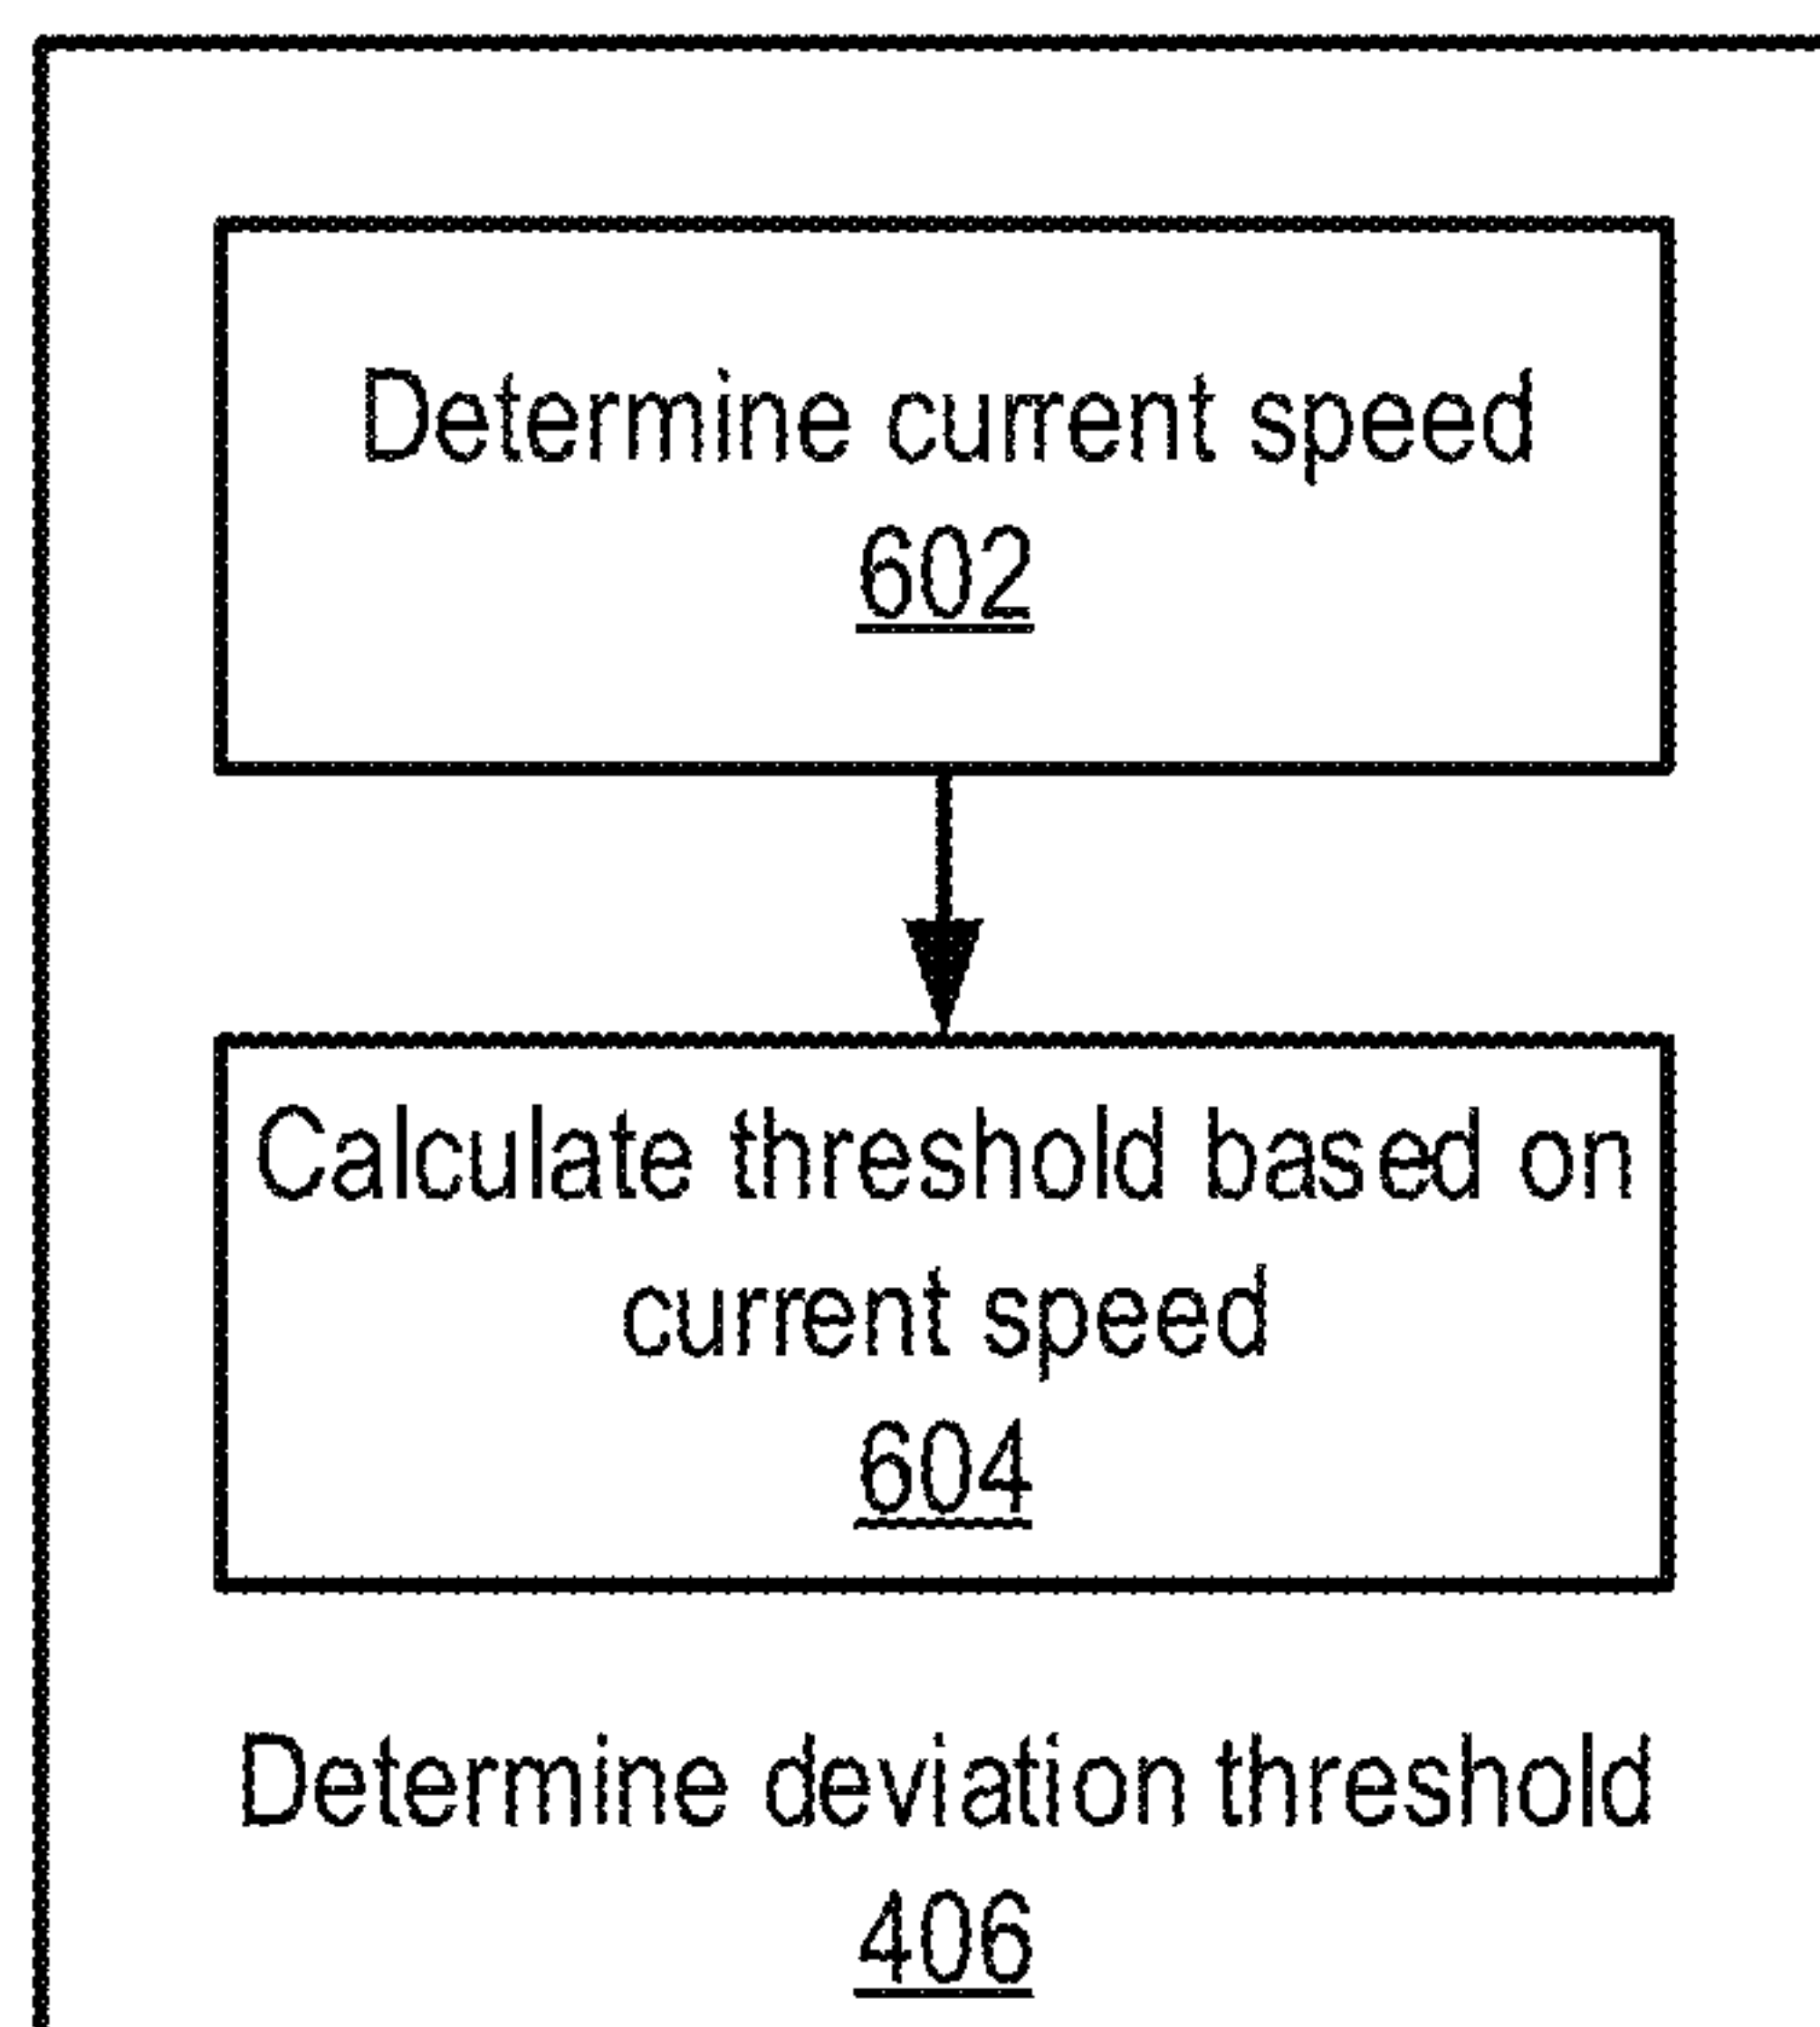 Determine current speed
602
Calculate threshold based on
current speed
604
Determine deviation threshold
406